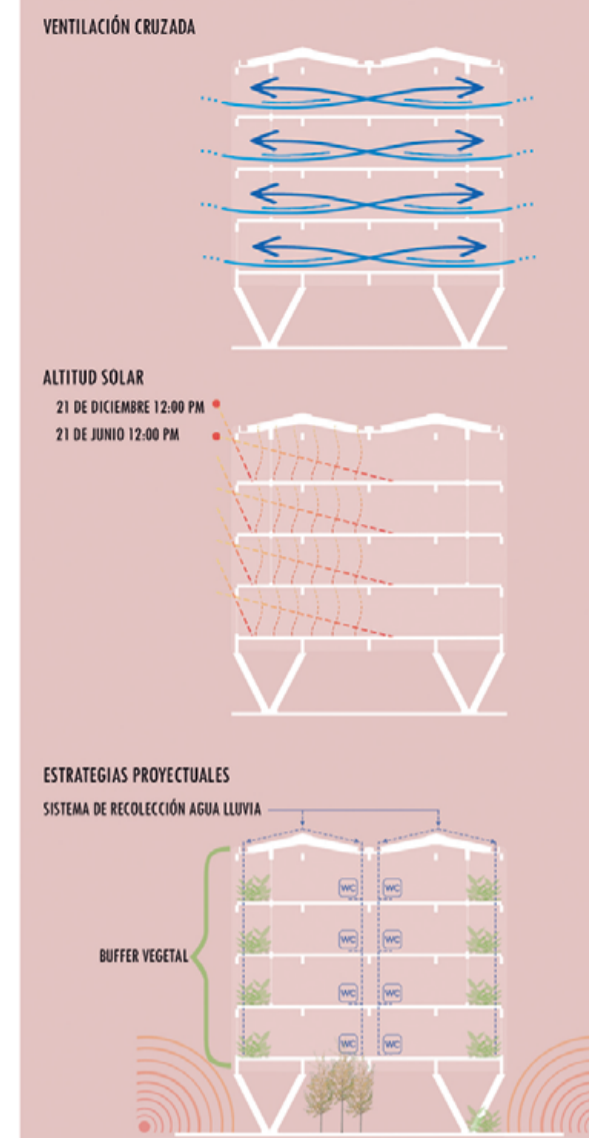 VENTILACIÓN CRUZADA
ALTITUD SOLAR
21 DE DICIEMBRE 12:00 PM
21 DE JUNIO 12:00 PM
ESTRATEGIAS PROYECTUALES
SISTEMA DE RECOLECCIÓN AGUA LLUVIA
WC WC
WC WC
BUFFER VEGETAL
WC WC
WC WC